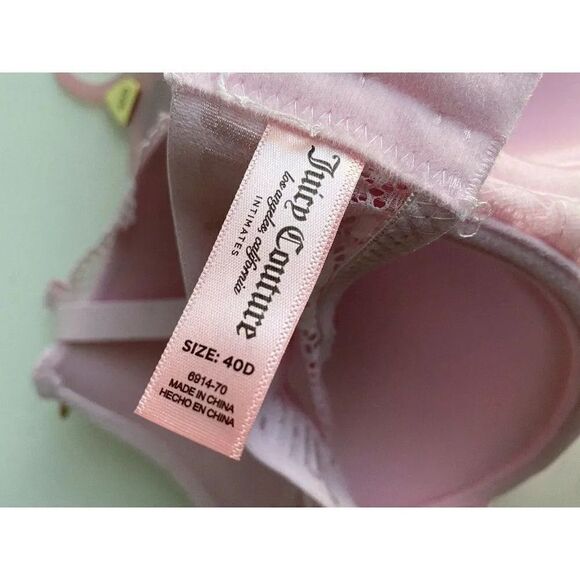 Juicy Couture
los angeles, california
INTIMATES
SIZE: 40D
6914-70
MADE IN CHINA
HECHO EN CHINA